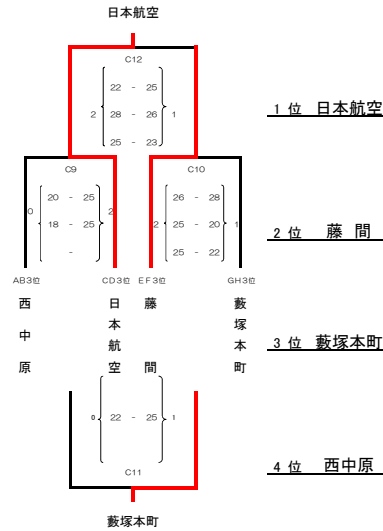 日本航空
C12
22 - 25
2 28 - 26 1
25 - 23
1 位 日本航空
C9
C10
20 - 25
26 - 28
0 18 - 25 2
2 25 - 20 1
-
25 - 22
2 位 藤 間
AB3位 CD3位 EF3位 GH3位
西中原
日本航空
藤間
藪塚本町
3 位 藪塚本町
0 22 - 25 1
C11
4 位 西中原
藪塚本町